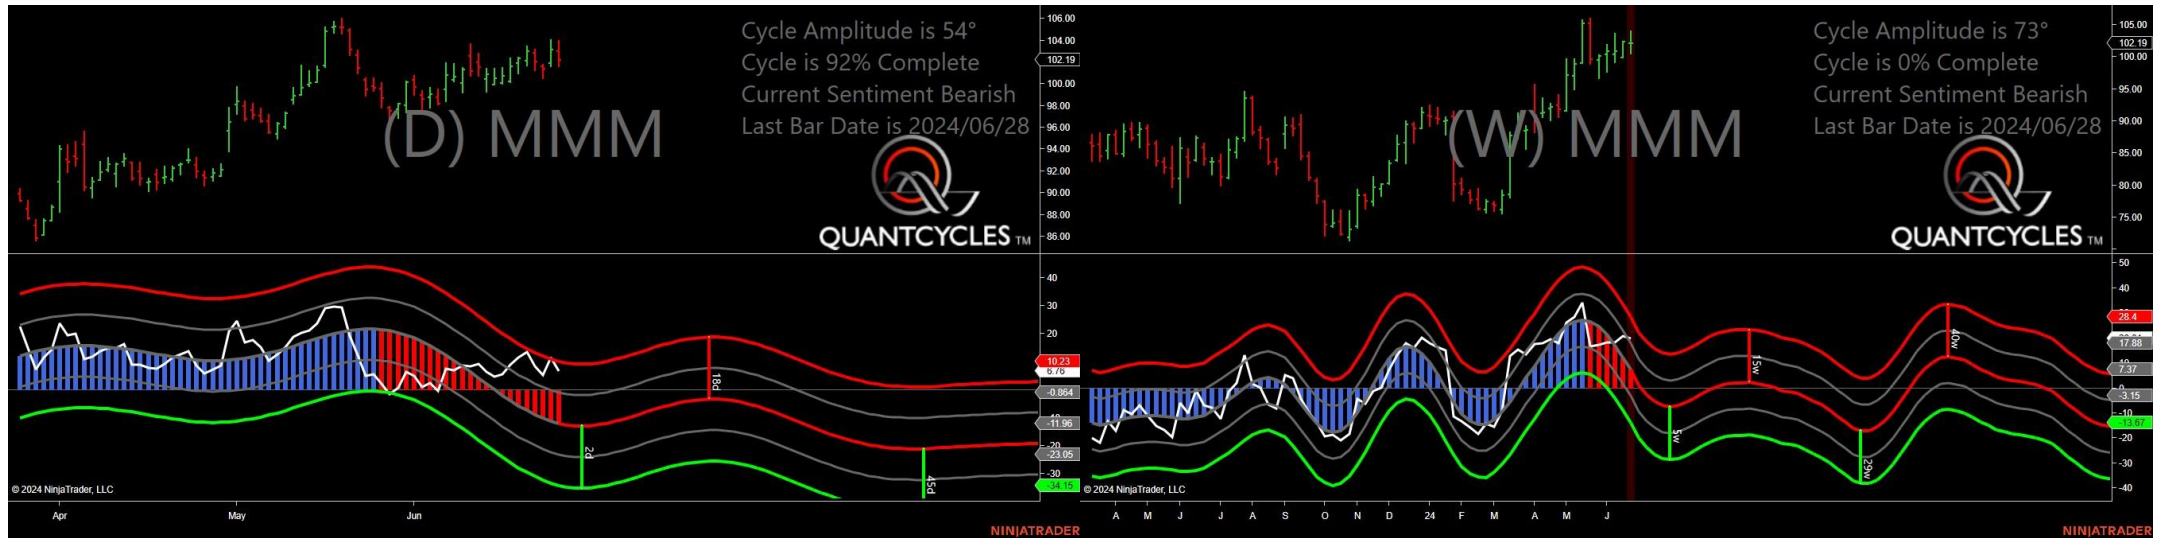 Cycle Amplitude is 54°
Cycle is 92% Complete
Current Sentiment Bearish
Last Bar Date is 2024/06/28
(D) MMM
QUANTCYCLES TM
106.00
104.00
102.19
100.00
98.00
96.00
94.00
92.00
90.00
88.00
86.00
40
30
20
10.23
6.76
-0.864
-11.96
-20
-23.05
-30
-34.15
18d
2d
45d
© 2024 NinjaTrader, LLC
Apr May Jun
NINJATRADER
Cycle Amplitude is 73°
Cycle is 0% Complete
Current Sentiment Bearish
Last Bar Date is 2024/06/28
(W) MMM
QUANTCYCLES TM
105.00
102.19
100.00
95.00
90.00
85.00
80.00
75.00
50
40
28.4
17.88
7.37
0
-3.15
-10
-13.67
-20
-30
-40
15w
40w
5w
29w
© 2024 NinjaTrader, LLC
A M J J A S O N D 24 F M A M J
NINJATRADER